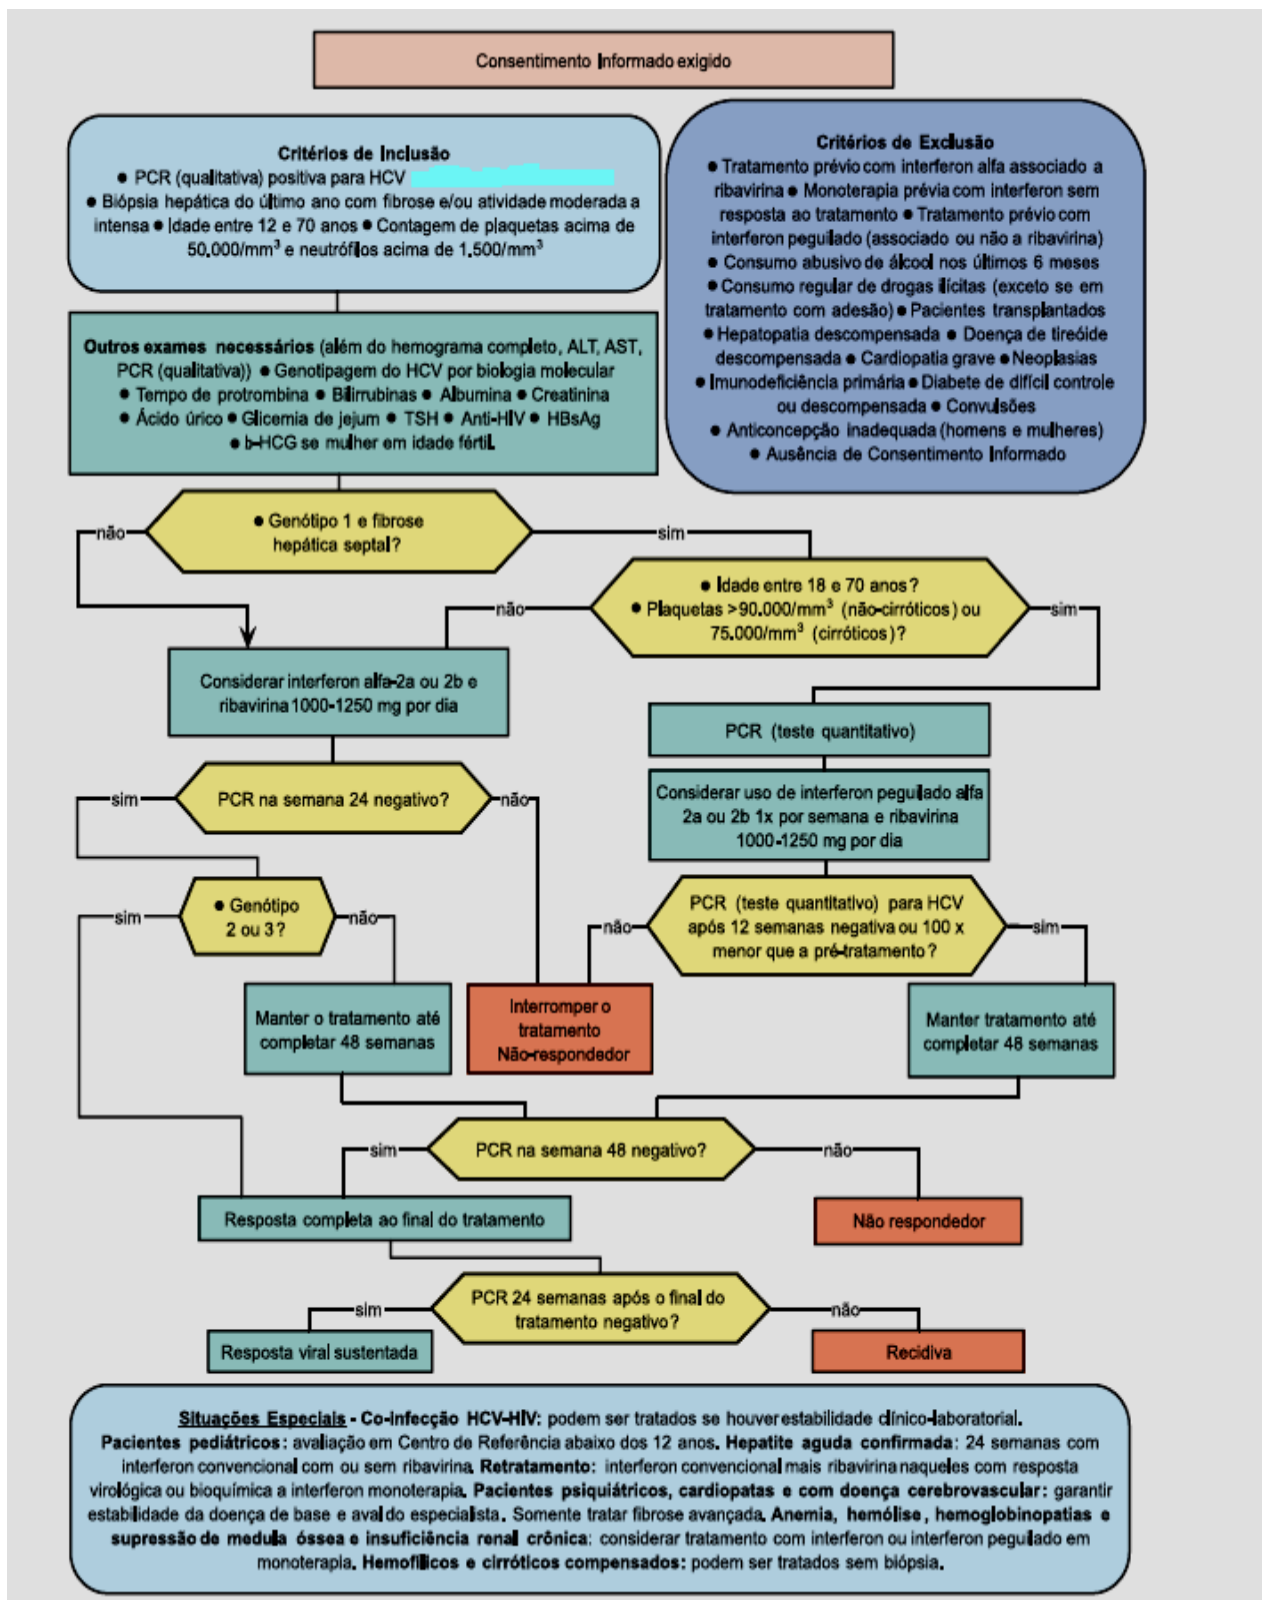 Consentimento Informado exigido
Critérios de Inclusão
● PCR (qualitativa) positiva para HCV
● Biópsia hepática do último ano com fibrose e/ou atividade moderada a
intensa ● Idade entre 12 e 70 anos ● Contagem de plaquetas acima de
50.000/mm³ e neutrófilos acima de 1.500/mm³
Critérios de Exclusão
● Tratamento prévio com interferon alfa associado a
ribavirina ● Monoterapia prévia com interferon sem
resposta ao tratamento ● Tratamento prévio com
interferon peguilado (associado ou não a ribavirina)
● Consumo abusivo de álcool nos últimos 6 meses
● Consumo regular de drogas ilícitas (exceto se em
tratamento com adesão) ● Pacientes transplantados
● Hepatopatia descompensada ● Doença de tireóide
descompensada ● Cardiopatia grave ● Neoplasias
● Imunodeficiência primária ● Diabete de difícil controle
ou descompensada ● Convulsões
● Anticoncepção inadequada (homens e mulheres)
● Ausência de Consentimento Informado
Outros exames necessários (além do hemograma completo, ALT, AST,
PCR (qualitativa)) ● Genotipagem do HCV por biologia molecular
● Tempo de protrombina ● Bilirrubinas ● Albumina ● Creatinina
● Ácido úrico ● Glicemia de jejum ● TSH ● Anti-HIV ● HBsAg
● b-HCG se mulher em idade fértil.
● Genótipo 1 e fibrose
hepática septal?
não
sim
● Idade entre 18 e 70 anos?
● Plaquetas >90.000/mm³ (não-cirróticos) ou
75.000/mm³ (cirróticos)?
não
sim
Considerar interferon alfa-2a ou 2b e
ribavirina 1000-1250 mg por dia
PCR (teste quantitativo)
PCR na semana 24 negativo?
sim
não
Considerar uso de interferon peguilado alfa
2a ou 2b 1x por semana e ribavirina
1000-1250 mg por dia
● Genótipo
2 ou 3?
sim
não
PCR (teste quantitativo) para HCV
após 12 semanas negativa ou 100 x
menor que a pré-tratamento?
não
sim
Manter o tratamento até
completar 48 semanas
Interromper o
tratamento
Não-respondedor
Manter tratamento até
completar 48 semanas
PCR na semana 48 negativo?
sim
não
Resposta completa ao final do tratamento
Não respondedor
PCR 24 semanas após o final do
tratamento negativo?
sim
não
Resposta viral sustentada
Recidiva
Situações Especiais - Co-infecção HCV-HIV: podem ser tratados se houverestabilidade clínico-laboratorial.
Pacientes pediátricos: avaliação em Centro de Referência abaixo dos 12 anos. Hepatite aguda confirmada: 24 semanas com
interferon convencional com ou sem ribavirina. Retratamento: interferon convencional mais ribavirina naqueles com resposta
virológica ou bioquímica a interferon monoterapia. Pacientes psiquiátricos, cardiopatas e com doença cerebrovascular: garantir
estabilidade da doença de base e aval do especialista. Somente tratar fibrose avançada. Anemia, hemólise, hemoglobinopatias e
supressão de medula óssea e insuficiência renal crônica: considerar tratamento com interferon ou interferon peguilado em
monoterapia. Hemofílicos e cirróticos compensados: podem ser tratados sem biópsia.